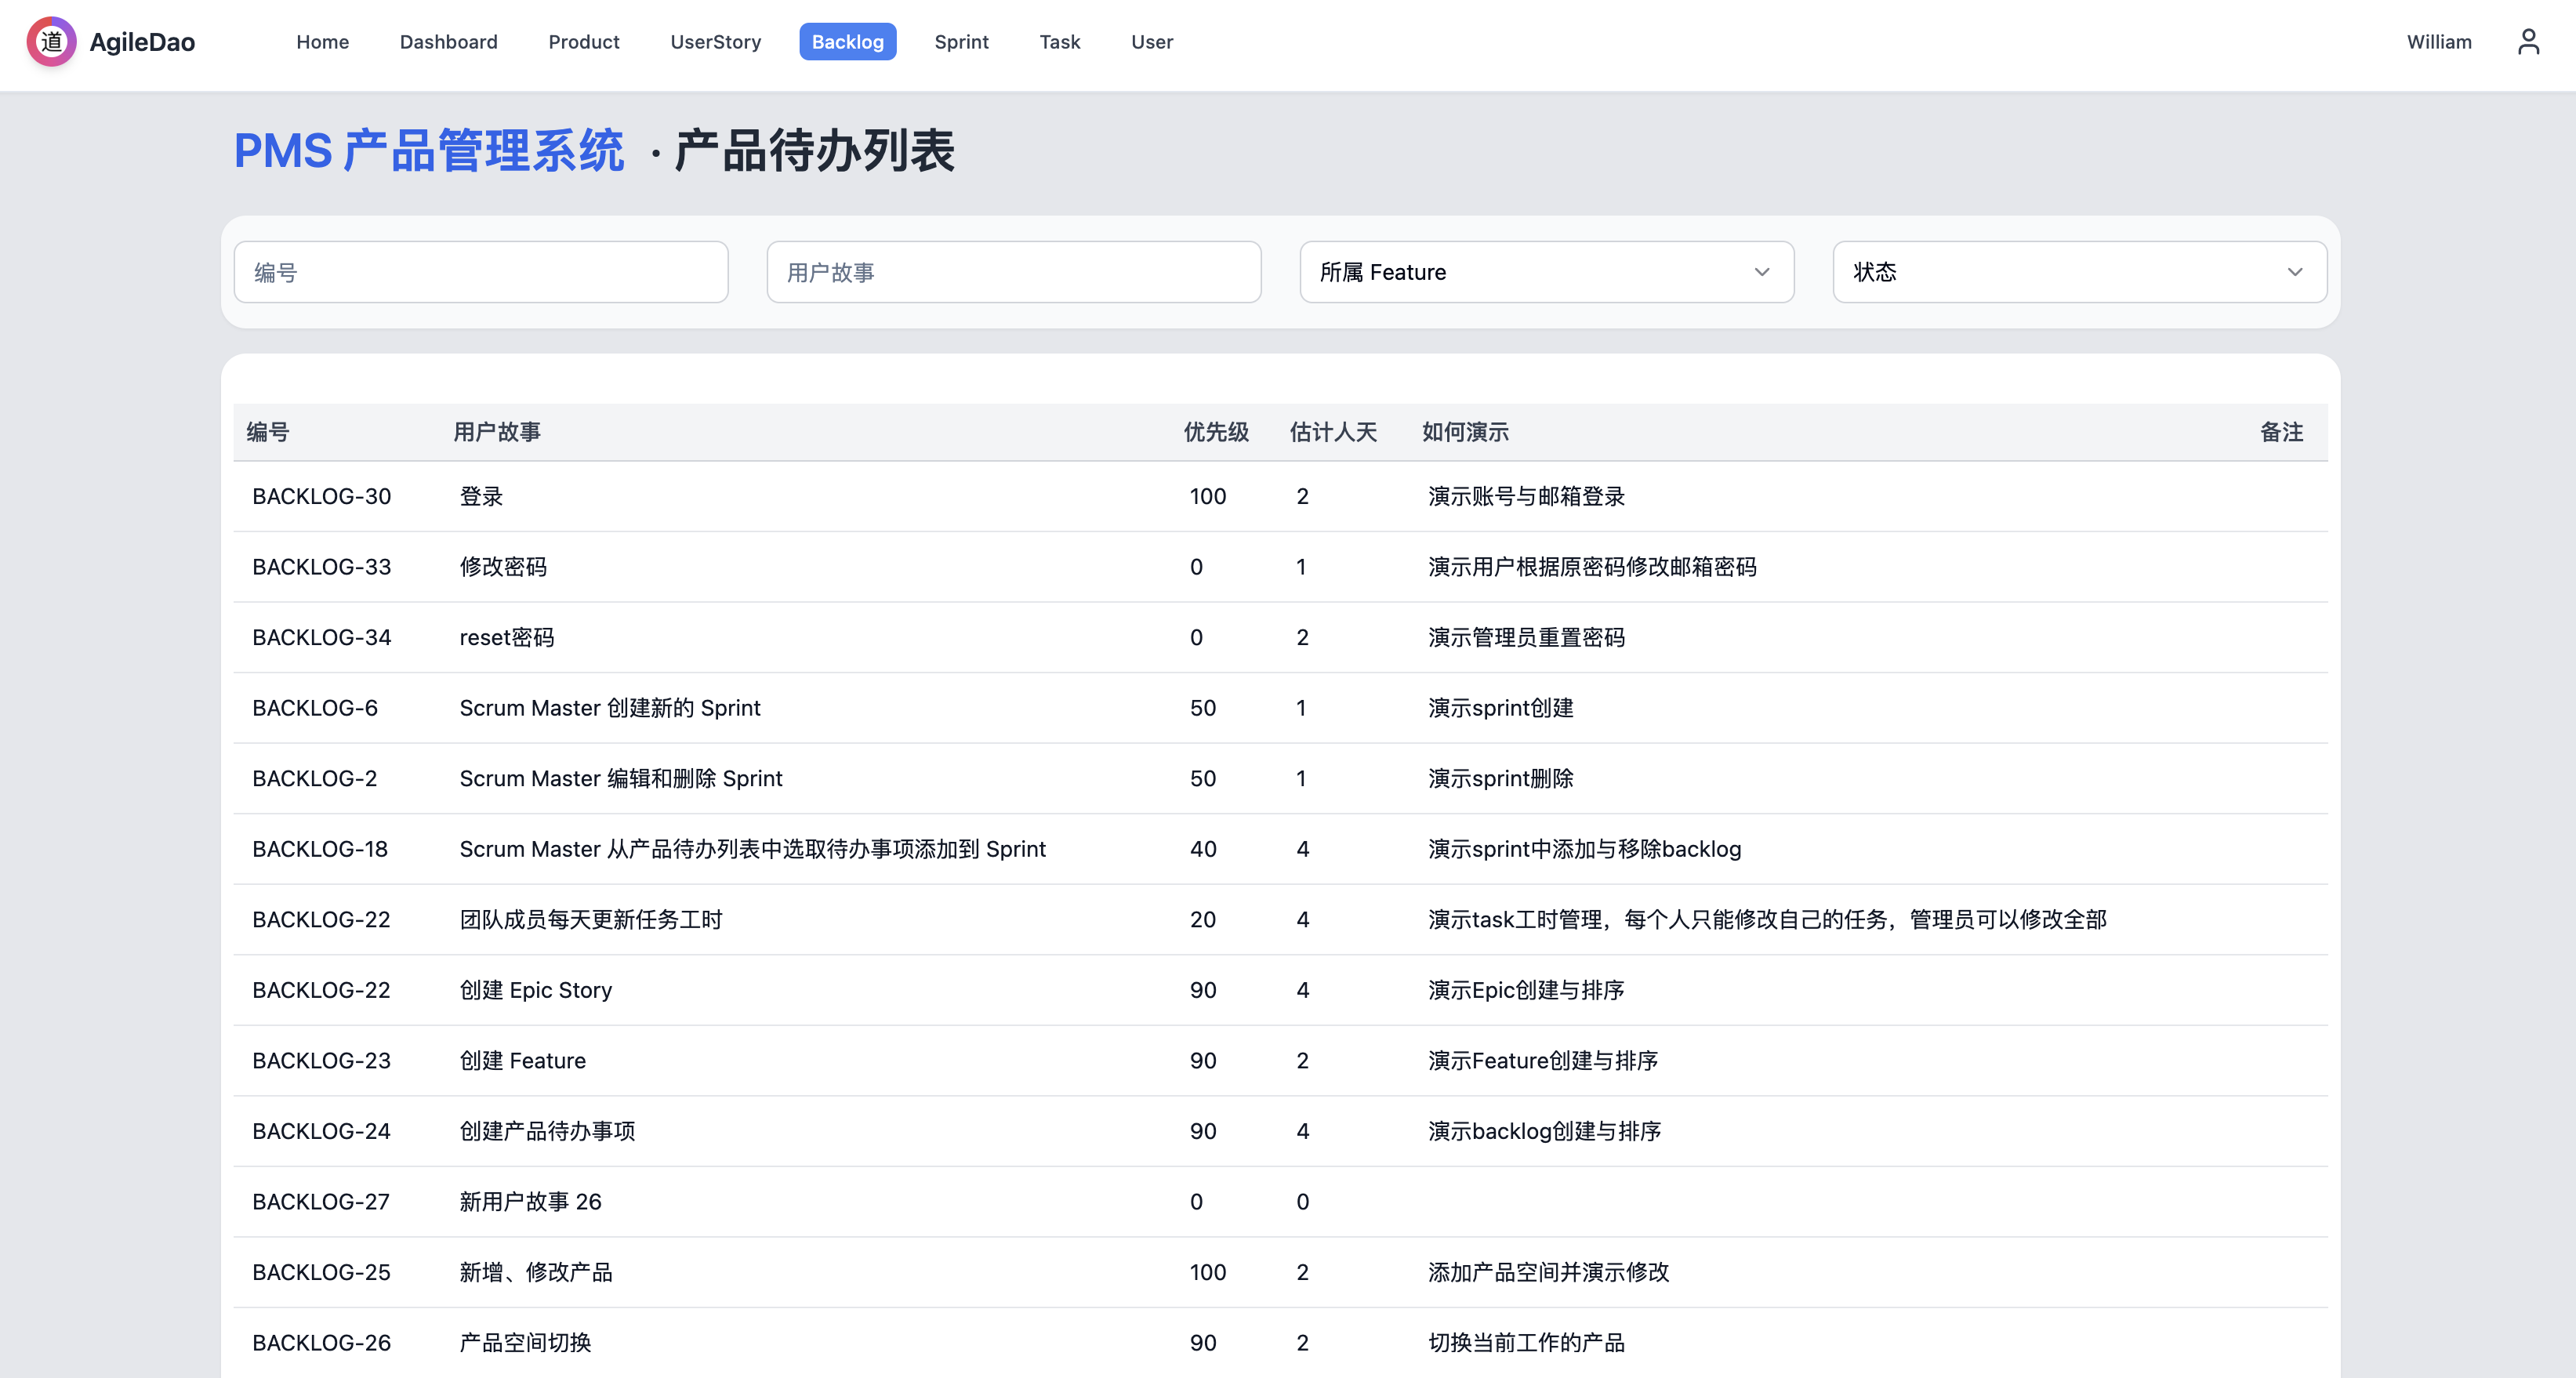 道 AgileDao Home Dashboard Product UserStory Backlog Sprint Task User William
PMS 产品管理系统 · 产品待办列表
编号 用户故事 所属 Feature 状态
编号 用户故事 优先级 估计人天 如何演示 备注
BACKLOG-30 登录 100 2 演示账号与邮箱登录
BACKLOG-33 修改密码 0 1 演示用户根据原密码修改邮箱密码
BACKLOG-34 reset密码 0 2 演示管理员重置密码
BACKLOG-6 Scrum Master 创建新的 Sprint 50 1 演示sprint创建
BACKLOG-2 Scrum Master 编辑和删除 Sprint 50 1 演示sprint删除
BACKLOG-18 Scrum Master 从产品待办列表中选取待办事项添加到 Sprint 40 4 演示sprint中添加与移除backlog
BACKLOG-22 团队成员每天更新任务工时 20 4 演示task工时管理，每个人只能修改自己的任务，管理员可以修改全部
BACKLOG-22 创建 Epic Story 90 4 演示Epic创建与排序
BACKLOG-23 创建 Feature 90 2 演示Feature创建与排序
BACKLOG-24 创建产品待办事项 90 4 演示backlog创建与排序
BACKLOG-27 新用户故事 26 0 0
BACKLOG-25 新增、修改产品 100 2 添加产品空间并演示修改
BACKLOG-26 产品空间切换 90 2 切换当前工作的产品